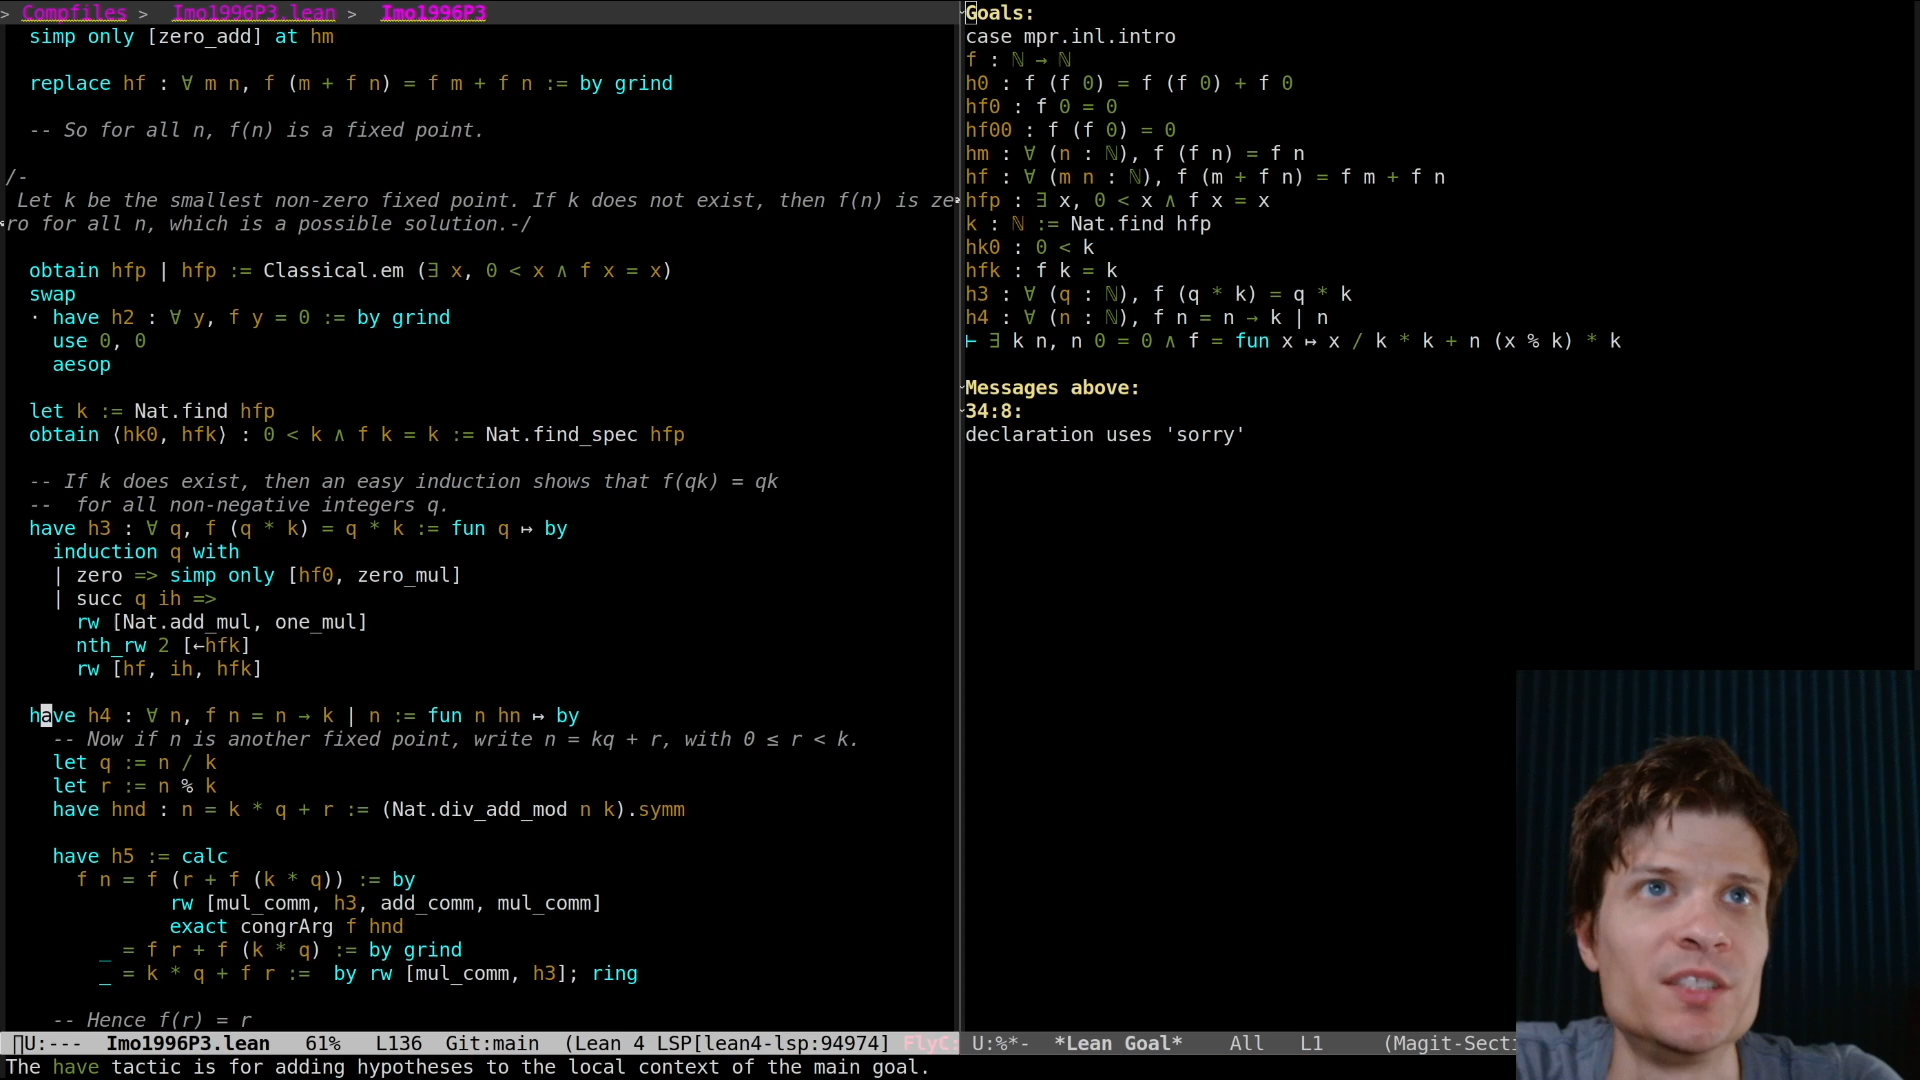 > Compfiles > Imo1996P3.lean > Imo1996P3
simp only [zero_add] at hm
replace hf : ∀ m n, f (m + f n) = f m + f n := by grind
-- So for all n, f(n) is a fixed point.
/-
Let k be the smallest non-zero fixed point. If k does not exist, then f(n) is ze
ro for all n, which is a possible solution.-/
obtain hfp | hfp := Classical.em (∃ x, 0 < x ∧ f x = x)
swap
· have h2 : ∀ y, f y = 0 := by grind
use 0, 0
aesop
let k := Nat.find hfp
obtain ⟨hk0, hfk⟩ : 0 < k ∧ f k = k := Nat.find_spec hfp
-- If k does exist, then an easy induction shows that f(qk) = qk
--  for all non-negative integers q.
have h3 : ∀ q, f (q * k) = q * k := fun q ↦ by
induction q with
| zero => simp only [hf0, zero_mul]
| succ q ih =>
rw [Nat.add_mul, one_mul]
nth_rw 2 [←hfk]
rw [hf, ih, hfk]
have h4 : ∀ n, f n = n → k | n := fun n hn ↦ by
-- Now if n is another fixed point, write n = kq + r, with 0 ≤ r < k.
let q := n / k
let r := n % k
have hnd : n = k * q + r := (Nat.div_add_mod n k).symm
have h5 := calc
f n = f (r + f (k * q)) := by
rw [mul_comm, h3, add_comm, mul_comm]
exact congrArg f hnd
_ = f r + f (k * q) := by grind
_ = k * q + f r :=  by rw [mul_comm, h3]; ring
-- Hence f(r) = r
U:--- Imo1996P3.lean 61% L136 Git:main (Lean 4 LSP[lean4-lsp:94974] FlyC:
The have tactic is for adding hypotheses to the local context of the main goal.
Goals:
case mpr.inl.intro
f : ℕ → ℕ
h0 : f (f 0) = f (f 0) + f 0
hf0 : f 0 = 0
hf00 : f (f 0) = 0
hm : ∀ (n : ℕ), f (f n) = f n
hf : ∀ (m n : ℕ), f (m + f n) = f m + f n
hfp : ∃ x, 0 < x ∧ f x = x
k : ℕ := Nat.find hfp
hk0 : 0 < k
hfk : f k = k
h3 : ∀ (q : ℕ), f (q * k) = q * k
h4 : ∀ (n : ℕ), f n = n → k | n
⊢ ∃ k n, n 0 = 0 ∧ f = fun x ↦ x / k * k + n (x % k) * k
Messages above:
34:8:
declaration uses 'sorry'
U:%*- *Lean Goal* All L1 (Magit-Secti